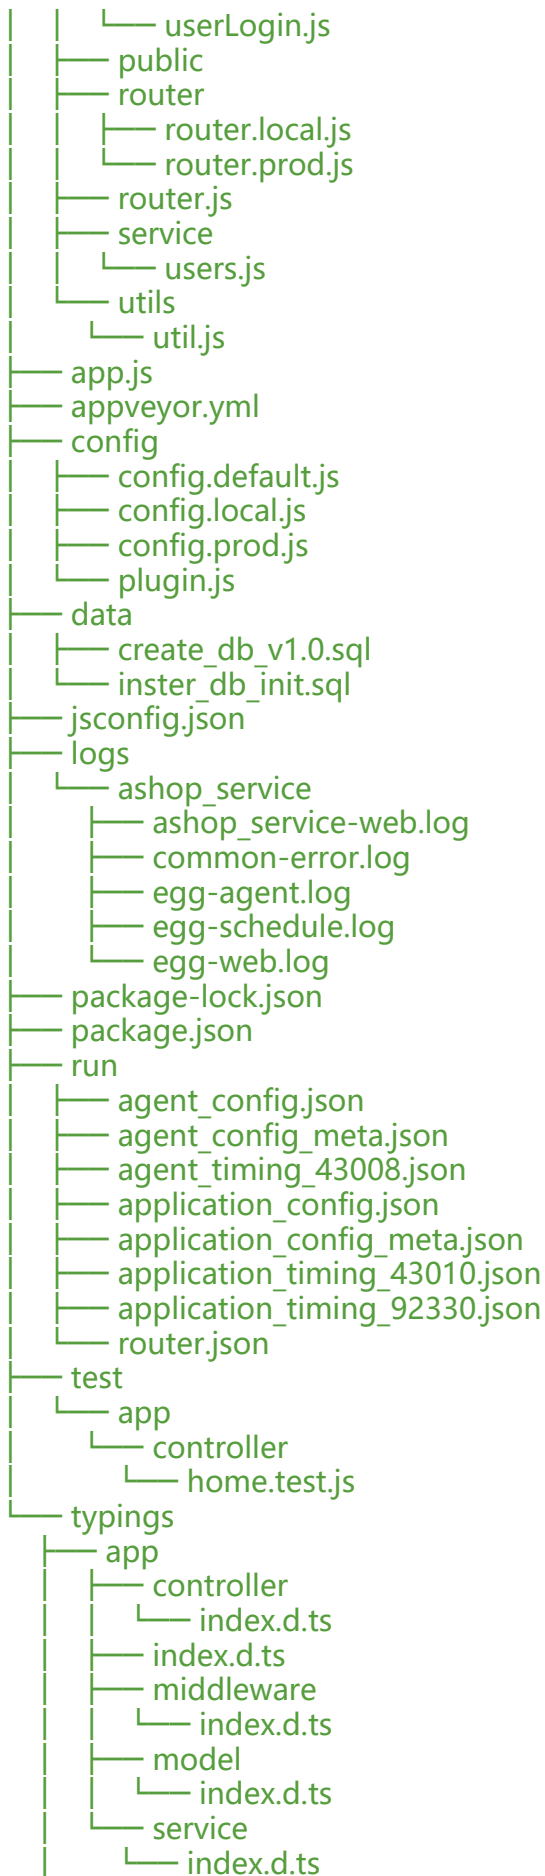 │   │   └── userLogin.js
│   ├── public
│   ├── router
│   │   ├── router.local.js
│   │   └── router.prod.js
│   ├── router.js
│   ├── service
│   │   └── users.js
│   └── utils
│       └── util.js
├── app.js
├── appveyor.yml
├── config
│   ├── config.default.js
│   ├── config.local.js
│   ├── config.prod.js
│   └── plugin.js
├── data
│   ├── create_db_v1.0.sql
│   └── inster_db_init.sql
├── jsconfig.json
├── logs
│   └── ashop_service
│       ├── ashop_service-web.log
│       ├── common-error.log
│       ├── egg-agent.log
│       ├── egg-schedule.log
│       └── egg-web.log
├── package-lock.json
├── package.json
├── run
│   ├── agent_config.json
│   ├── agent_config_meta.json
│   ├── agent_timing_43008.json
│   ├── application_config.json
│   ├── application_config_meta.json
│   ├── application_timing_43010.json
│   ├── application_timing_92330.json
│   └── router.json
├── test
│   └── app
│       └── controller
│           └── home.test.js
└── typings
    ├── app
    │   ├── controller
    │   │   └── index.d.ts
    │   ├── index.d.ts
    │   ├── middleware
    │   │   └── index.d.ts
    │   ├── model
    │   │   └── index.d.ts
    │   └── service
    │       └── index.d.ts